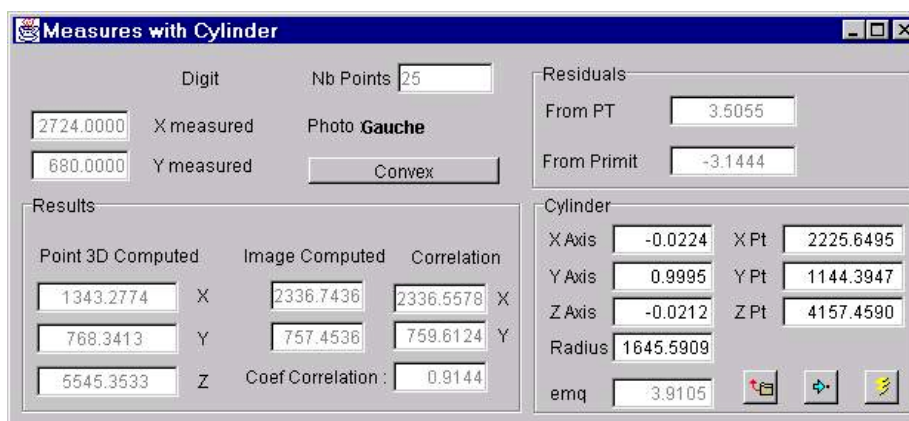 Measures with Cylinder
Digit
Nb Points 25
2724.0000 X measured
Photo : Gauche
680.0000 Y measured
Convex
Residuals
From PT 3.5055
From Primit -3.1444
Results
Point 3D Computed Image Computed Correlation
1343.2774 X 2336.7436 2336.5578 X
768.3413 Y 757.4536 759.6124 Y
5545.3533 Z Coef Correlation : 0.9144
Cylinder
X Axis -0.0224 X Pt 2225.6495
Y Axis 0.9995 Y Pt 1144.3947
Z Axis -0.0212 Z Pt 4157.4590
Radius 1645.5909
emq 3.9105